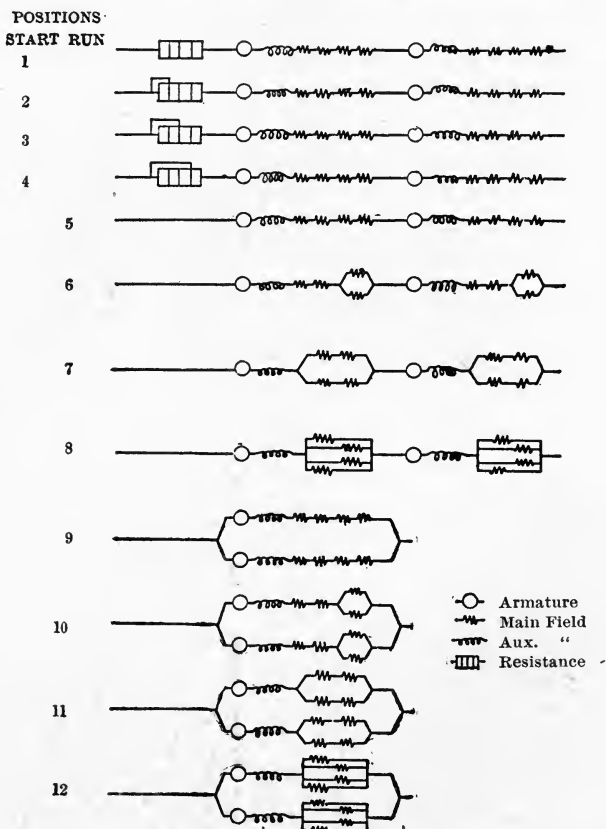 POSITIONS
START RUN
1
2
3
4
5
6
7
8
9
10
11
12
Armature
Main Field
Aux. "
Resistance